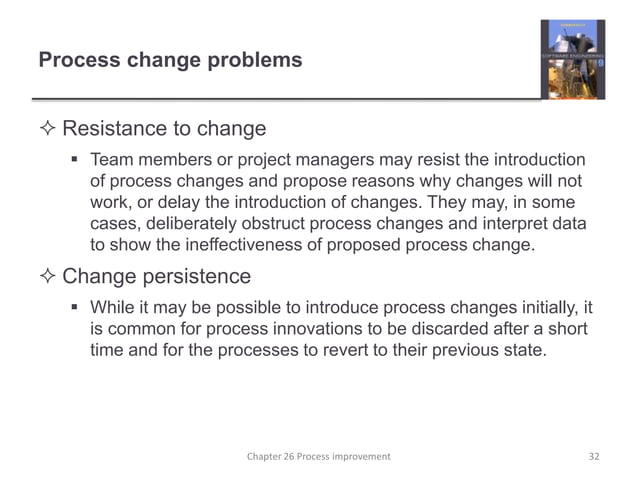 Process change problems
SOFTWARE ENGINEERING
9
✧ Resistance to change
▪ Team members or project managers may resist the introduction
of process changes and propose reasons why changes will not
work, or delay the introduction of changes. They may, in some
cases, deliberately obstruct process changes and interpret data
to show the ineffectiveness of proposed process change.
✧ Change persistence
▪ While it may be possible to introduce process changes initially, it
is common for process innovations to be discarded after a short
time and for the processes to revert to their previous state.
Chapter 26 Process improvement
32